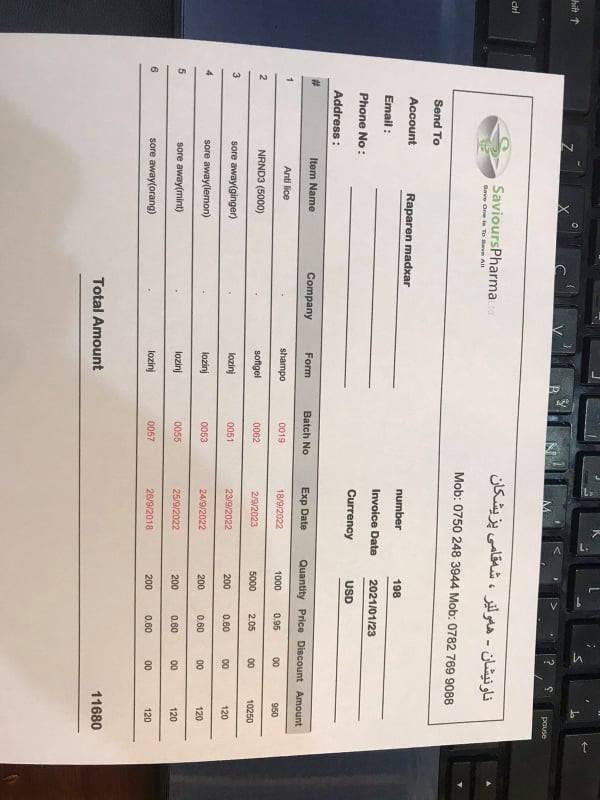 SavioursPharma Ltd
Save One Is To Save All
ناونیشان - هەولێر ، شەقامی پزیشکان
Mob: 0750 248 3944 Mob: 0782 769 9088
Send To
Account Raparen madxar
Email :
Phone No :
Address :
number 198
Invoice Date 2021/01/23
Currency USD
# Item Name Company Form Batch No Exp Date Quantity Price Discount Amount
1 Anti lice . shampo 0019 18/9/2022 1000 0.95 00 950
2 NRND3 (5000) . softgel 0062 2/9/2023 5000 2.05 00 10250
3 sore away(ginger) . lozinj 0051 23/9/2022 200 0.60 00 120
4 sore away(lemon) . lozinj 0053 24/9/2022 200 0.60 00 120
5 sore away(mint) . lozinj 0055 25/9/2022 200 0.60 00 120
6 sore away(orang) . lozinj 0057 26/9/2018 200 0.60 00 120
Total Amount 11680